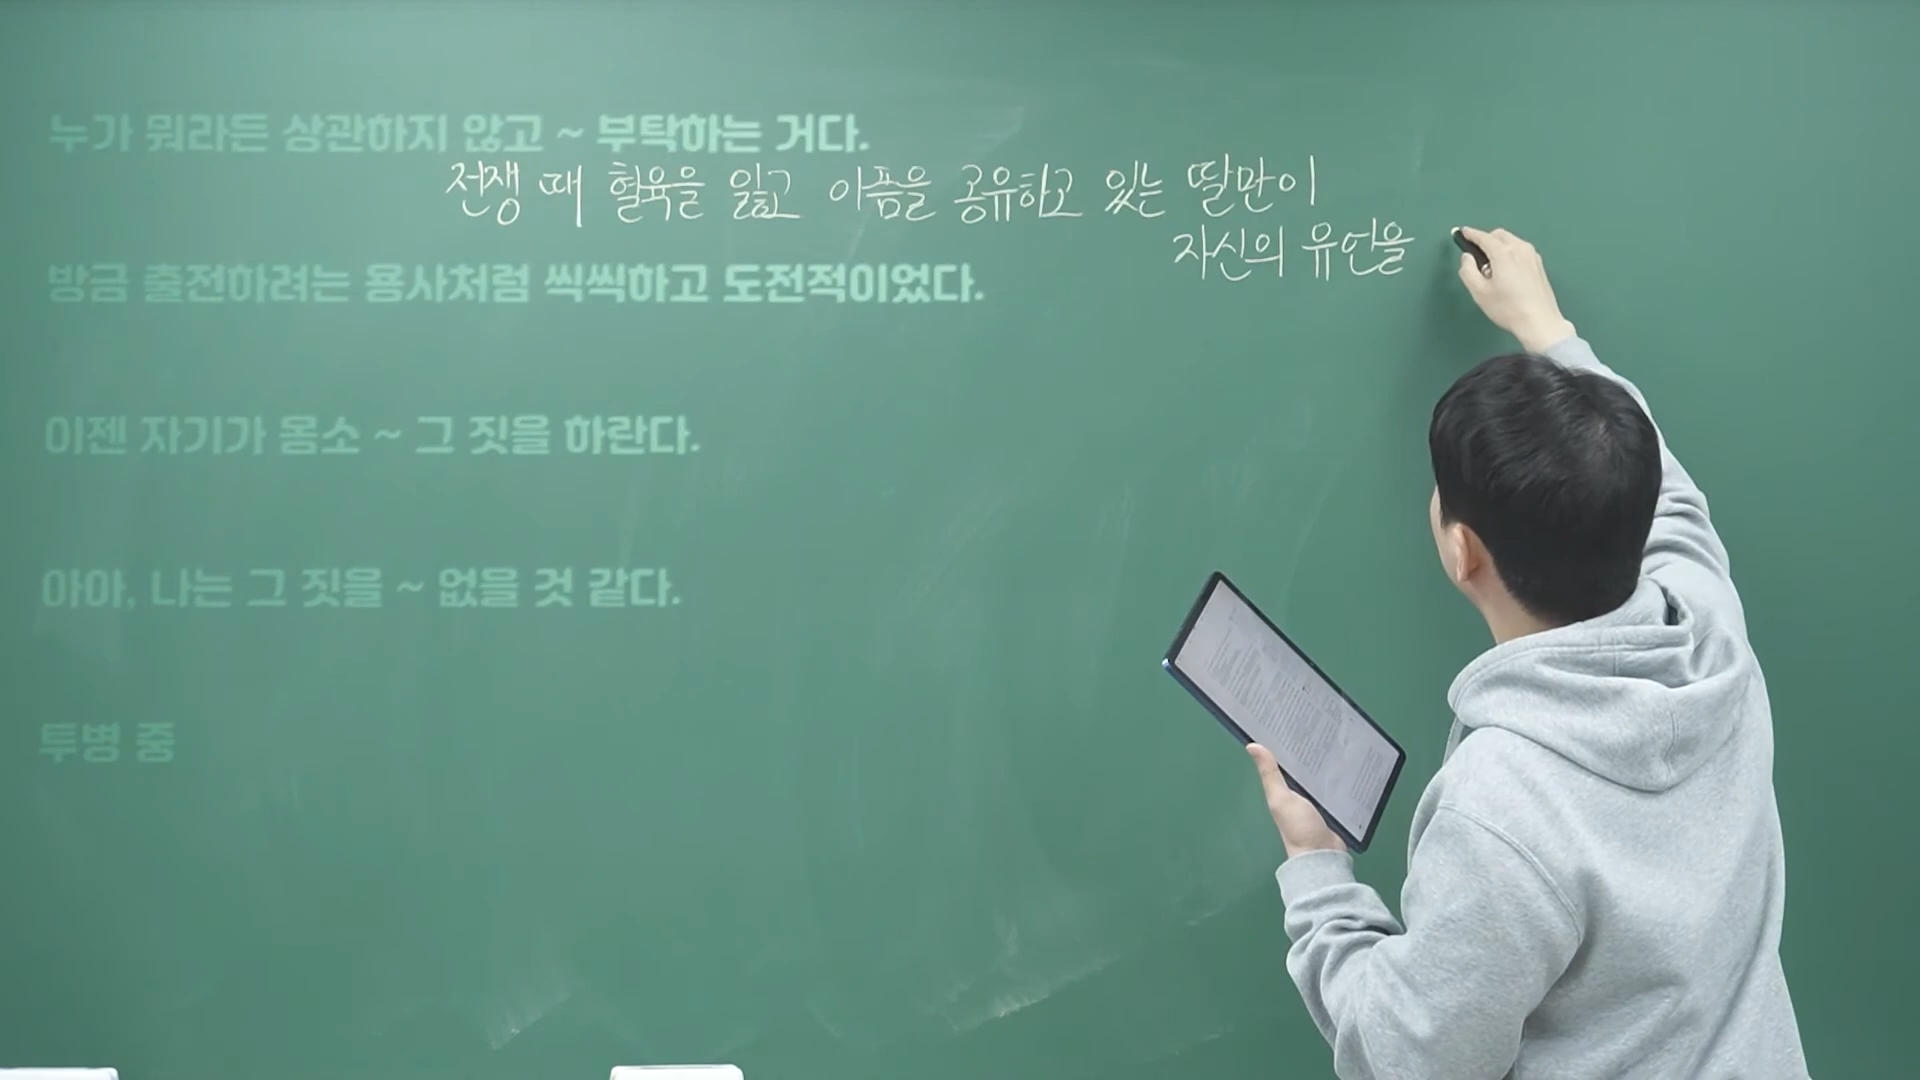 누가 뭐라든 상관하지 않고 ~ 부탁하는 거다.
전쟁 때 혈육을 잃고 아픔을 공유하고 있는 딸만이
자신의 유언을
방금 출전하려는 용사처럼 씩씩하고 도전적이었다.
이젠 자기가 몸소 ~ 그 짓을 하란다.
아아, 나는 그 짓을 ~ 없을 것 같다.
투병 중